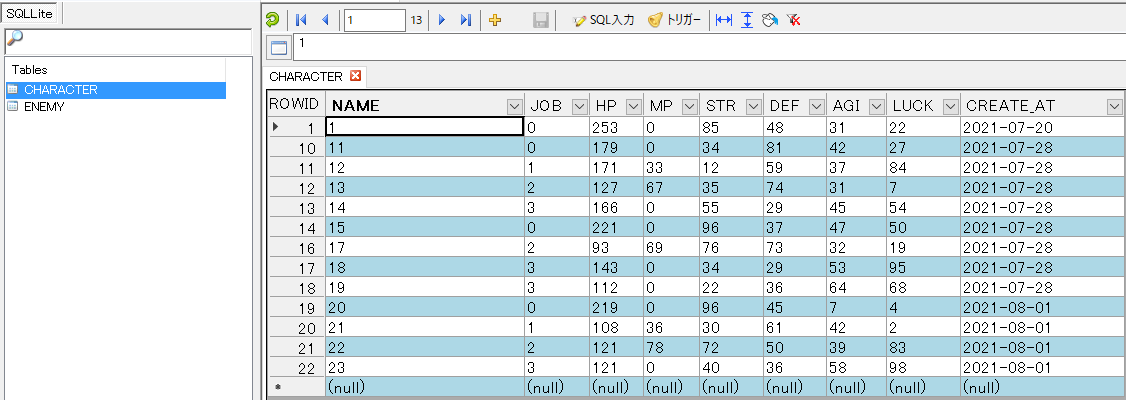 SQLLite
1 13 SQL入力 トリガー
1
Tables
CHARACTER
ENEMY
CHARACTER
ROWID NAME JOB HP MP STR DEF AGI LUCK CREATE_AT
1 1 0 253 0 85 48 31 22 2021-07-20
10 11 0 179 0 34 81 42 27 2021-07-28
11 12 1 171 33 12 59 37 84 2021-07-28
12 13 2 127 67 35 74 31 7 2021-07-28
13 14 3 166 0 55 29 45 54 2021-07-28
14 15 0 221 0 96 37 47 50 2021-07-28
16 17 2 93 69 76 73 32 19 2021-07-28
17 18 3 143 0 34 29 53 95 2021-07-28
18 19 3 112 0 22 36 64 68 2021-07-28
19 20 0 219 0 96 45 7 4 2021-08-01
20 21 1 108 36 30 61 42 2 2021-08-01
21 22 2 121 78 72 50 39 83 2021-08-01
22 23 3 121 0 40 36 58 98 2021-08-01
* (null) (null) (null) (null) (null) (null) (null) (null) (null)